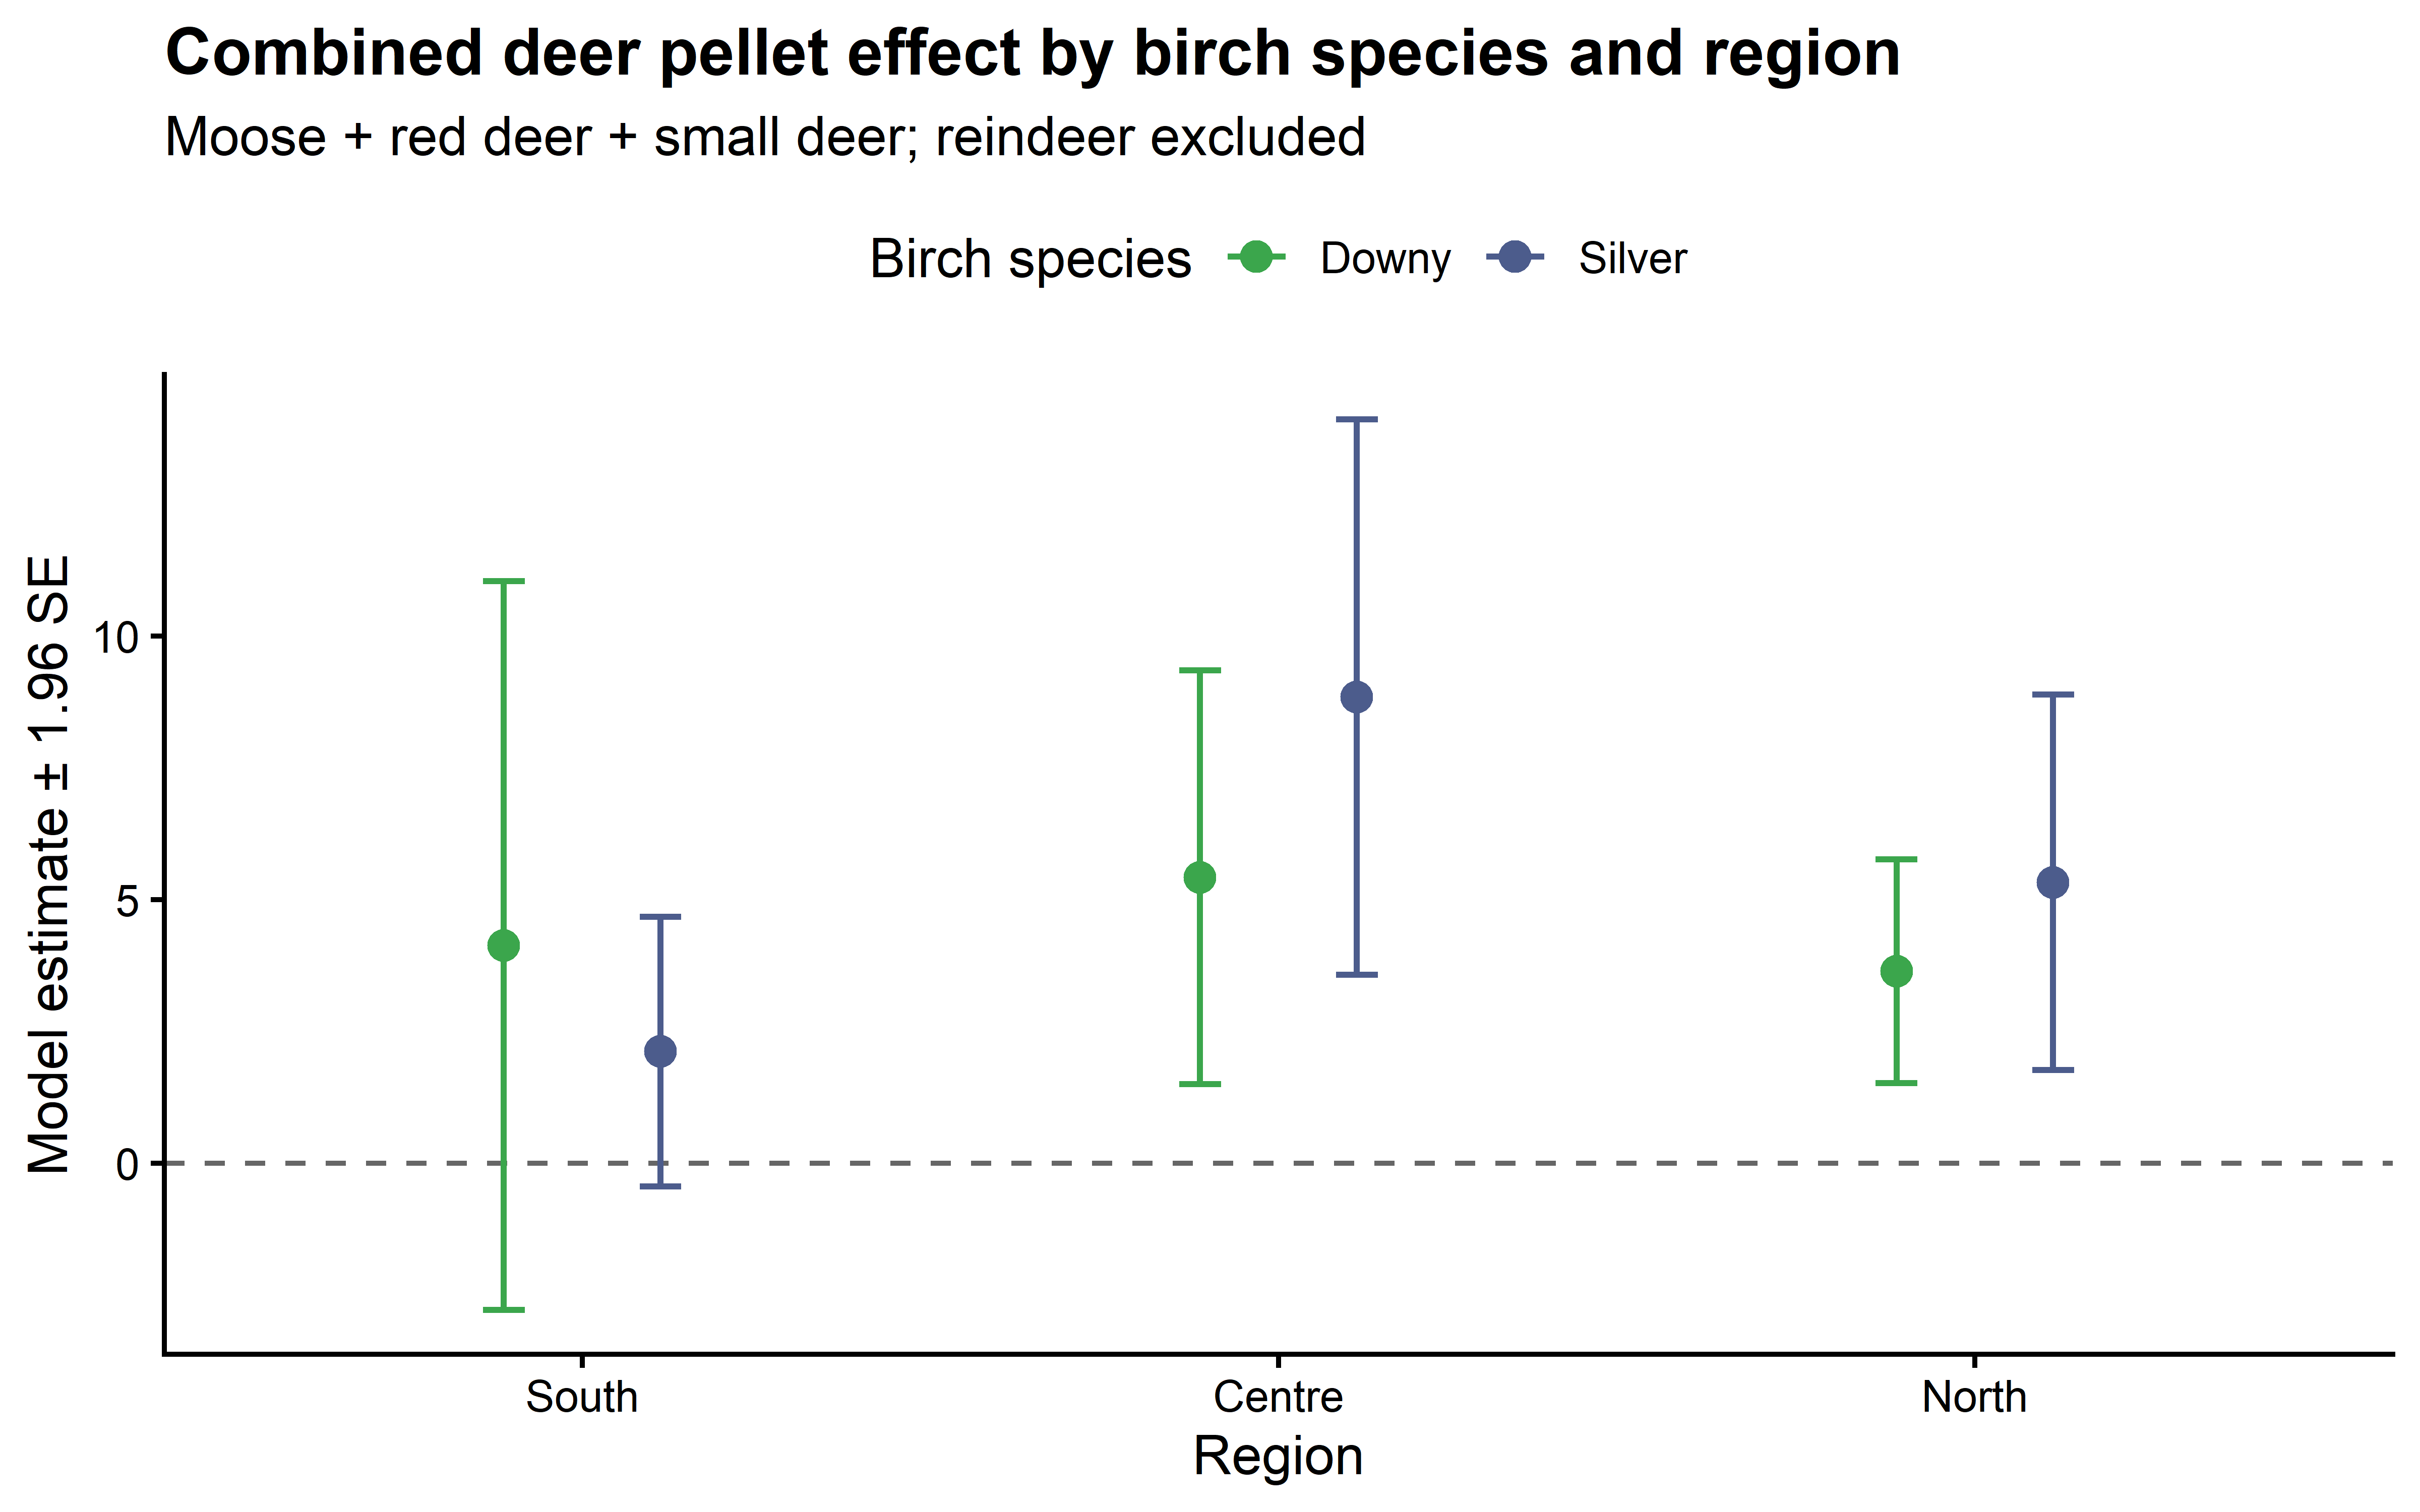 Combined deer pellet effect by birch species and region
Moose + red deer + small deer; reindeer excluded
Birch species Downy Silver
Model estimate ± 1.96 SE
10
5
0
South Centre North
Region